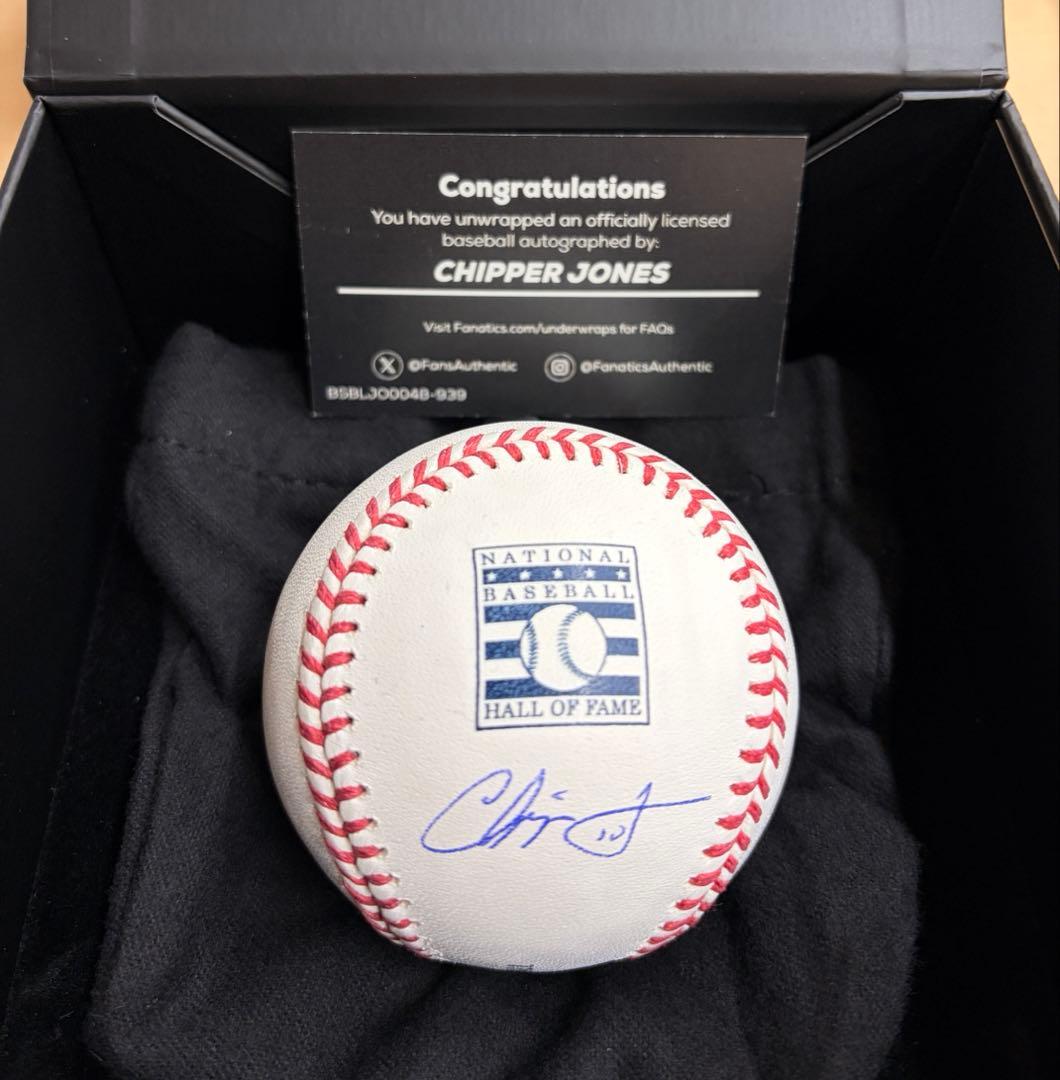 Congratulations
You have unwrapped an officially licensed
baseball autographed by:
CHIPPER JONES
Visit Fanatics.com/underwraps for FAQs
@FansAuthentic @FanaticsAuthentic
BSBLJO0048-939
NATIONAL
BASEBALL
HALL OF FAME